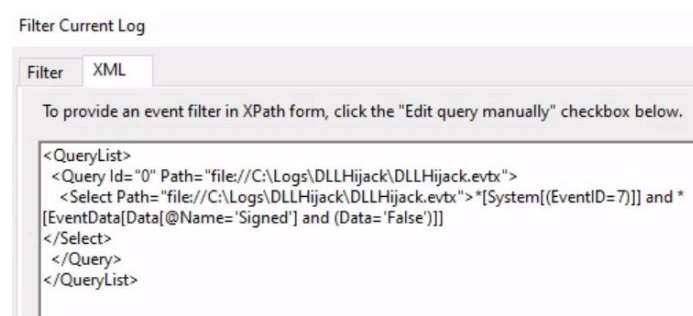 Filter Current Log
Filter XML
To provide an event filter in XPath form, click the "Edit query manually" checkbox below.
<QueryList>
<Query Id="0" Path="file://C:\Logs\DLLHijack\DLLHijack.evtx">
<Select Path="file://C:\Logs\DLLHijack\DLLHijack.evtx">*[System[(EventID=7)]] and *
[EventData[Data[@Name='Signed'] and (Data='False')]]
</Select>
</Query>
</QueryList>